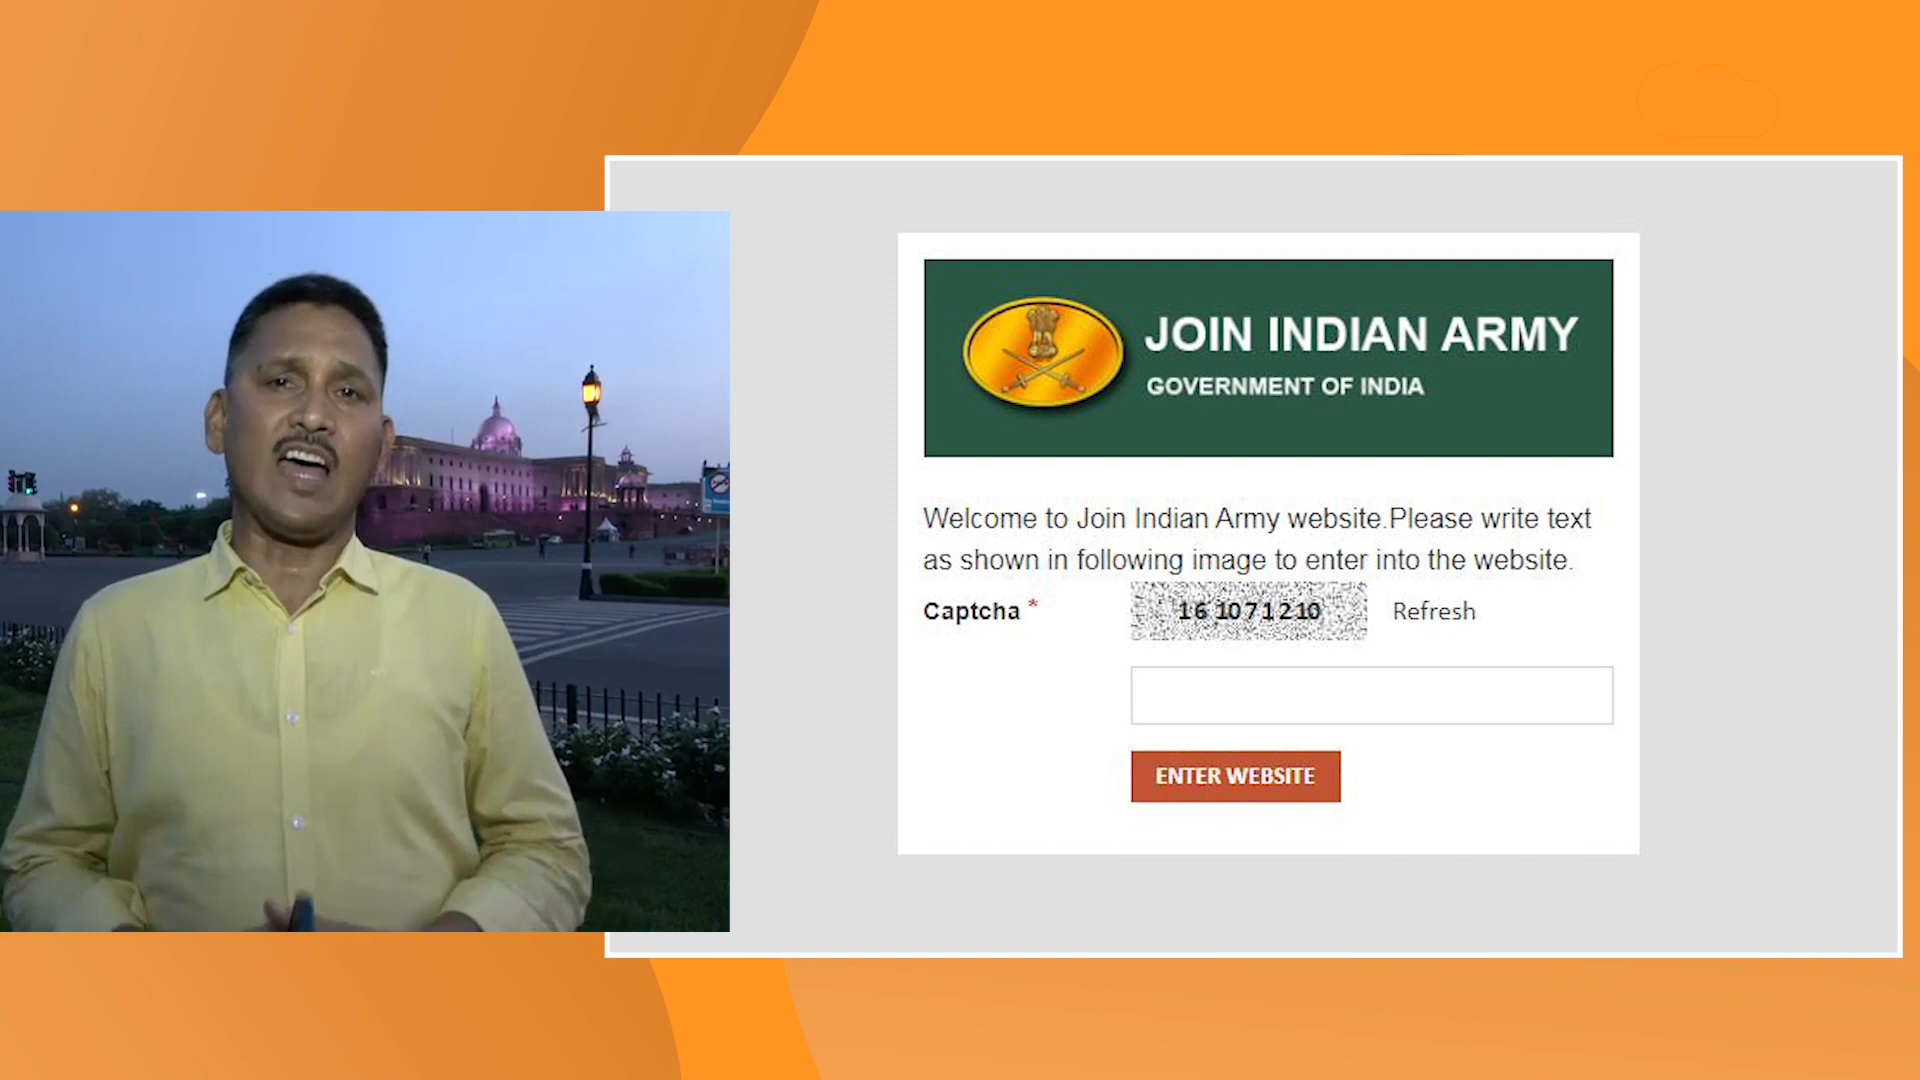 JOIN INDIAN ARMY
GOVERNMENT OF INDIA
Welcome to Join Indian Army website.Please write text
as shown in following image to enter into the website.
Captcha * 16 1071210 Refresh
ENTER WEBSITE